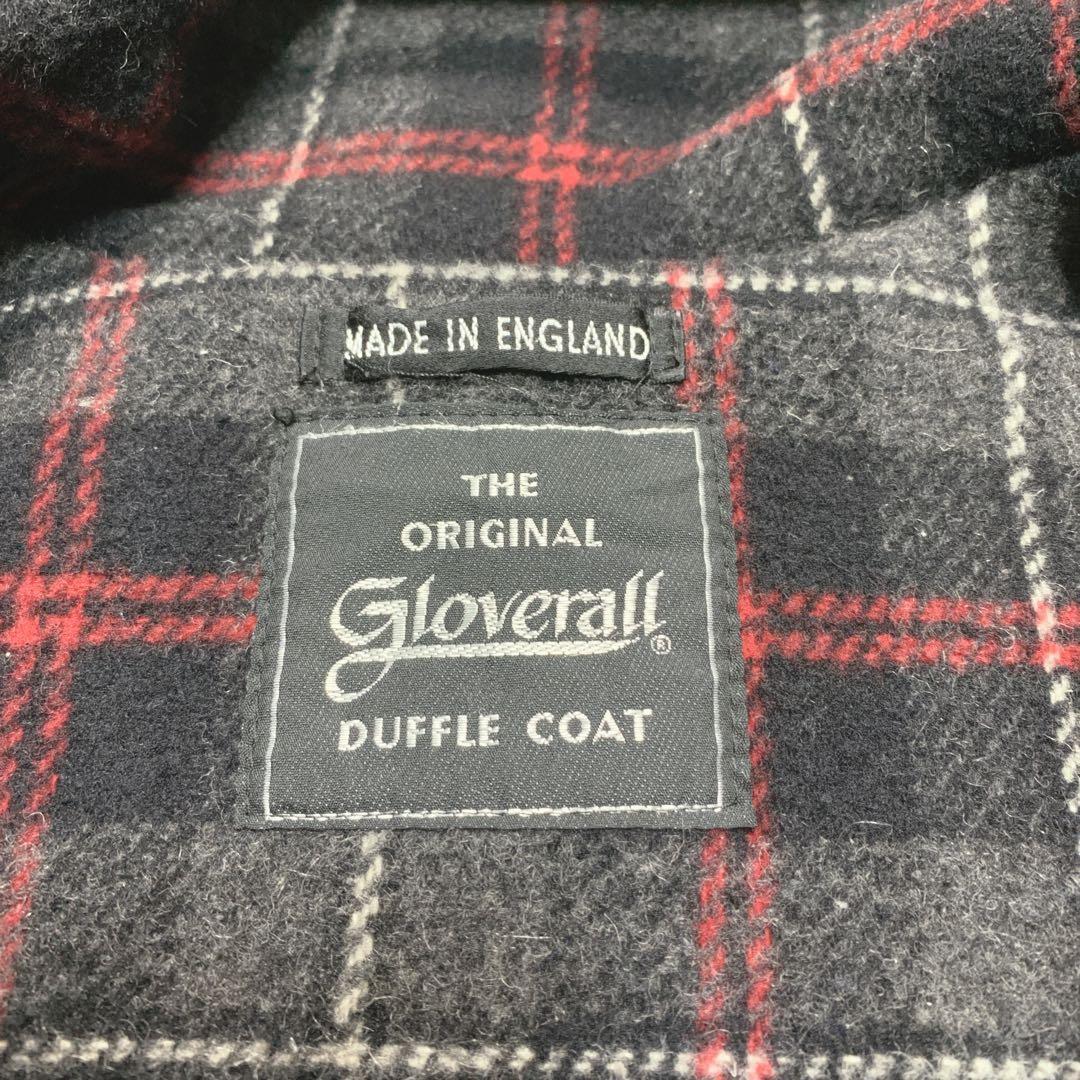 MADE IN ENGLAND
THE
ORIGINAL
Gloverall®
DUFFLE COAT